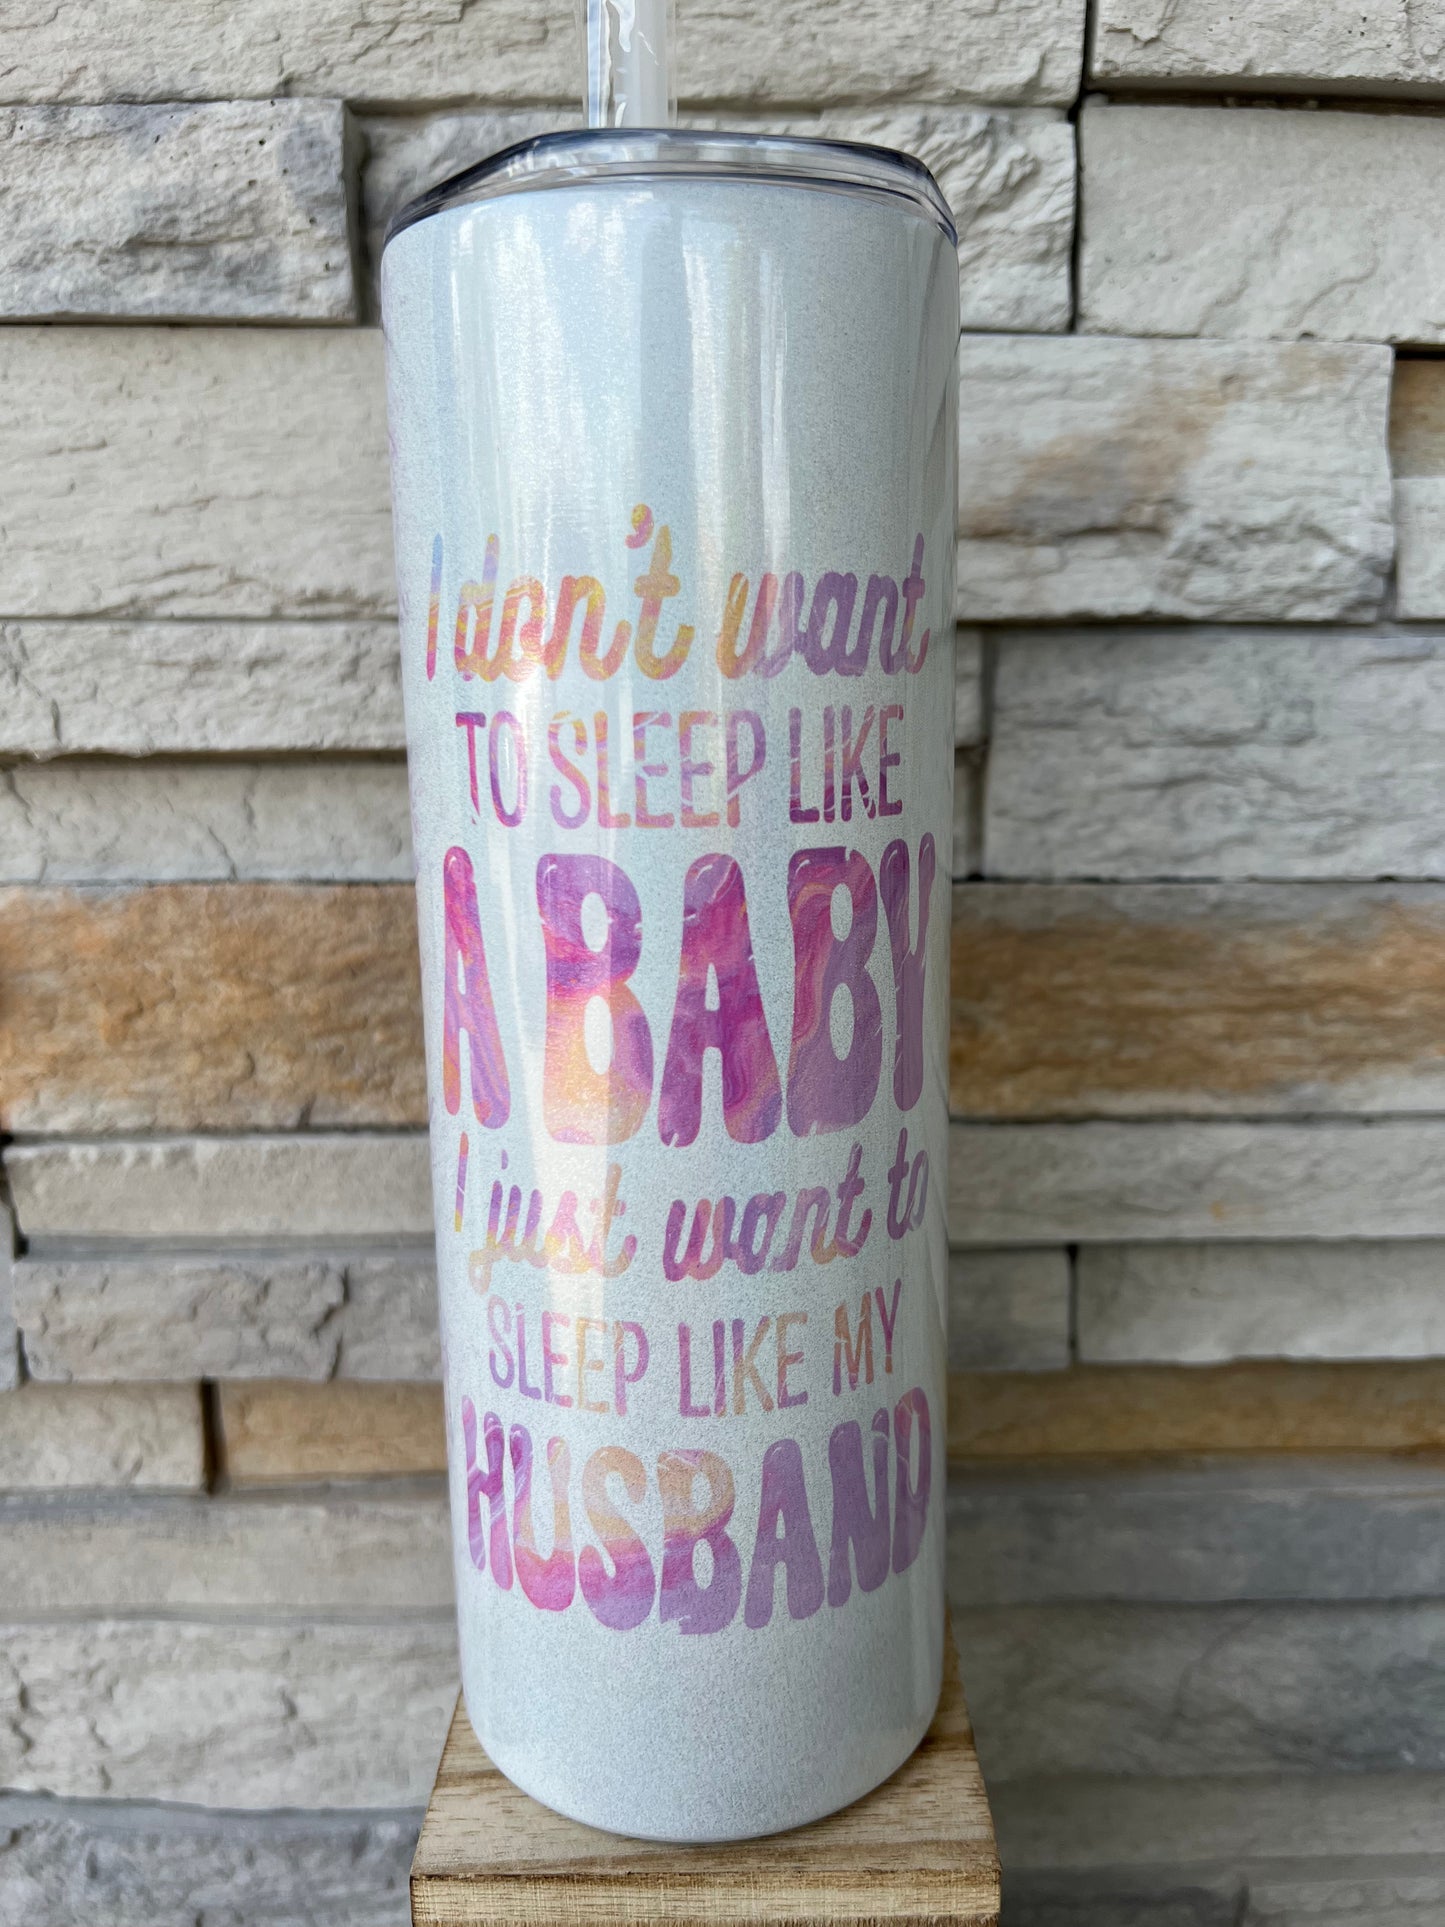 I don't want
TO SLEEP LIKE
A BABY
I just want to
SLEEP LIKE MY
HUSBAND